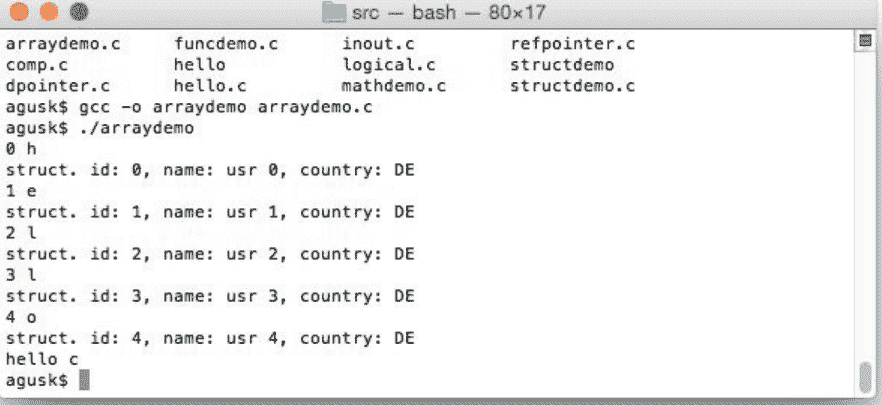 src — bash — 80×17
arraydemo.c funcdemo.c inout.c refpointer.c
comp.c hello logical.c structdemo
dpointer.c hello.c mathdemo.c structdemo.c
agusk$ gcc -o arraydemo arraydemo.c
agusk$ ./arraydemo
0 h
struct. id: 0, name: usr 0, country: DE
1 e
struct. id: 1, name: usr 1, country: DE
2 l
struct. id: 2, name: usr 2, country: DE
3 l
struct. id: 3, name: usr 3, country: DE
4 o
struct. id: 4, name: usr 4, country: DE
hello c
agusk$